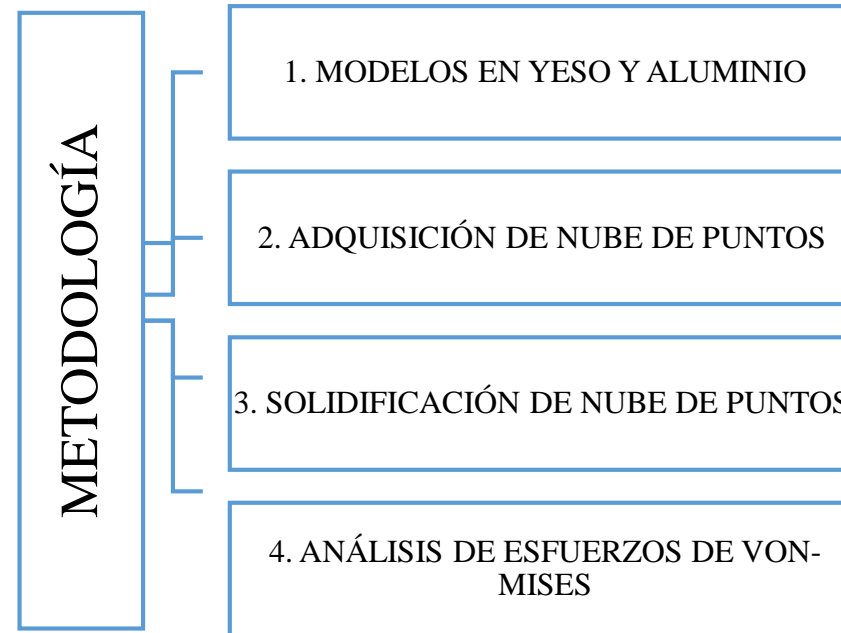 METODOLOGÍA
1. MODELOS EN YESO Y ALUMINIO
2. ADQUISICIÓN DE NUBE DE PUNTOS
3. SOLIDIFICACIÓN DE NUBE DE PUNTOS
4. ANÁLISIS DE ESFUERZOS DE VON-
MISES